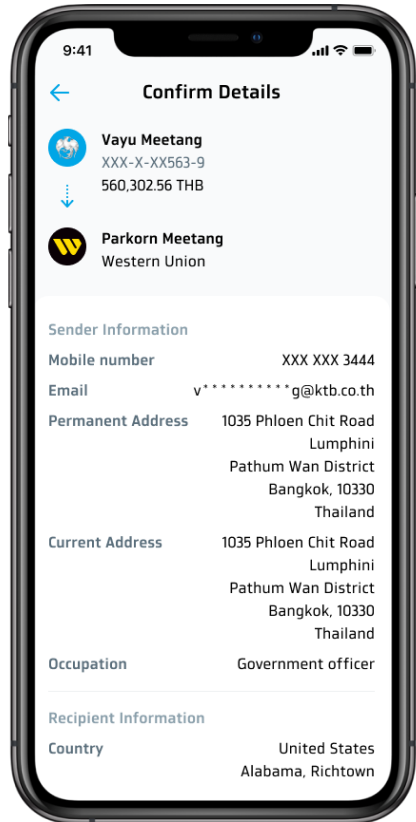 9:41
Confirm Details
Vayu Meetang
XXX-X-XX563-9
560,302.56 THB
W
Parkorn Meetang
Western Union
Sender Information
Mobile number XXX XXX 3444
Email v**********g@ktb.co.th
Permanent Address 1035 Phloen Chit Road
Lumphini
Pathum Wan District
Bangkok, 10330
Thailand
Current Address 1035 Phloen Chit Road
Lumphini
Pathum Wan District
Bangkok, 10330
Thailand
Occupation Government officer
Recipient Information
Country United States
Alabama, Richtown